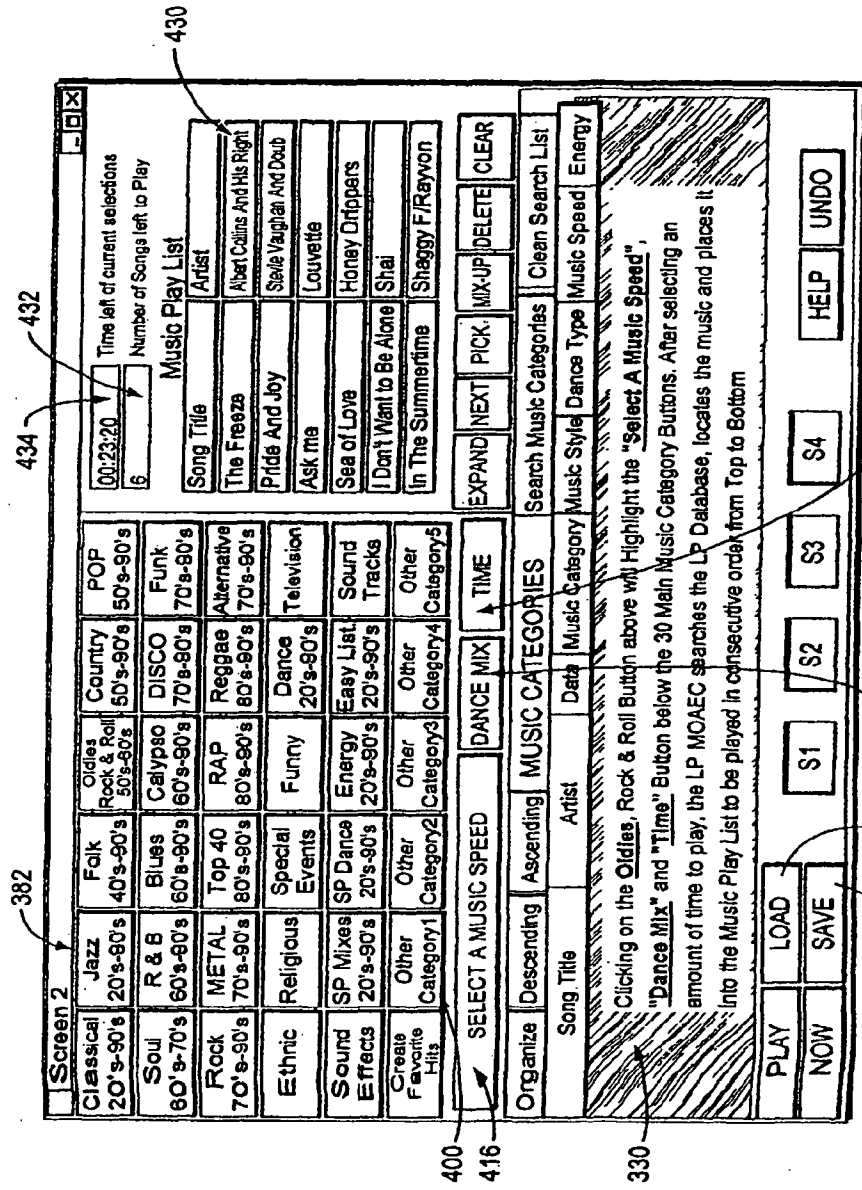 382
434
432
430
Screen 2
Classical 20's-90's
Jazz 20's-90's
Folk 40's-90's
Oldies Rock & Roll 50's-60's
Country 50's-90's
POP 50's-90's
Soul 60's-70's
R & B 60's-90's
Blues 60's-90's
Calypso 60's-90's
DISCO 70's-90's
Funk 70's-90's
Rock 70's-90's
METAL 70's-90's
Top 40 80's-90's
RAP 80's-90's
Reggae 80's-90's
Alternative 70's-90's
Ethnic
Religious
Special Events
Funny
Dance 20's-90's
Television
Sound Effects
SP Mixes 20's-90's
SP Dance 20's-90's
Energy 20's-90's
Easy List. 20's-90's
Sound Tracks
Create Favorite Hits
Other Category1
Other Category2
Other Category3
Other Category4
Other Category5
00:23:20 Time left of current selections
6 Number of Songs left to Play
Music Play List
Song Title Artist
The Freeze Albert Collins And His Right
Pride And Joy Stevie Vaughan And Doub
Ask me Louvette
Sea of Love Honey Drippers
I Don't Want to Be Alone Shai
In The Summertime Shaggy F/Rayvon
SELECT A MUSIC SPEED DANCE MIX TIME
EXPAND NEXT PICK. MIX-UP DELETE CLEAR
Organize Descending Ascending MUSIC CATEGORIES Search Music Categories Clean Search List
Song Title Artist Data Music Category Music Style Dance Type Music Speed Energy
Clicking on the Oldies, Rock & Roll Button above will Highlight the "Select A Music Speed",
"Dance Mix" and "Time" Button below the 30 Main Music Category Buttons. After selecting an
amount of time to play, the LP MOAEC searches the LP Database, locates the music and places it
into the Music Play List to be played in consecutive order from Top to Bottom
PLAY LOAD
NOW SAVE
S1 S2 S3 S4 HELP UNDO
400
416
330